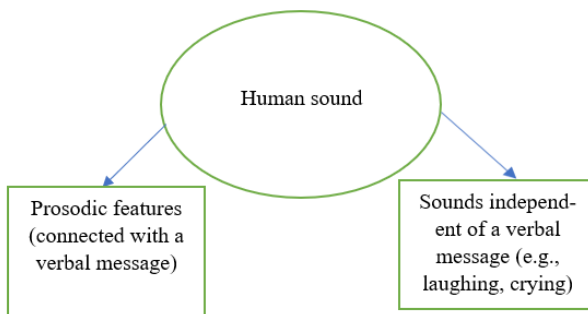 Human sound
Prosodic features
(connected with a
verbal message)
Sounds independ-
ent of a verbal
message (e.g.,
laughing, crying)